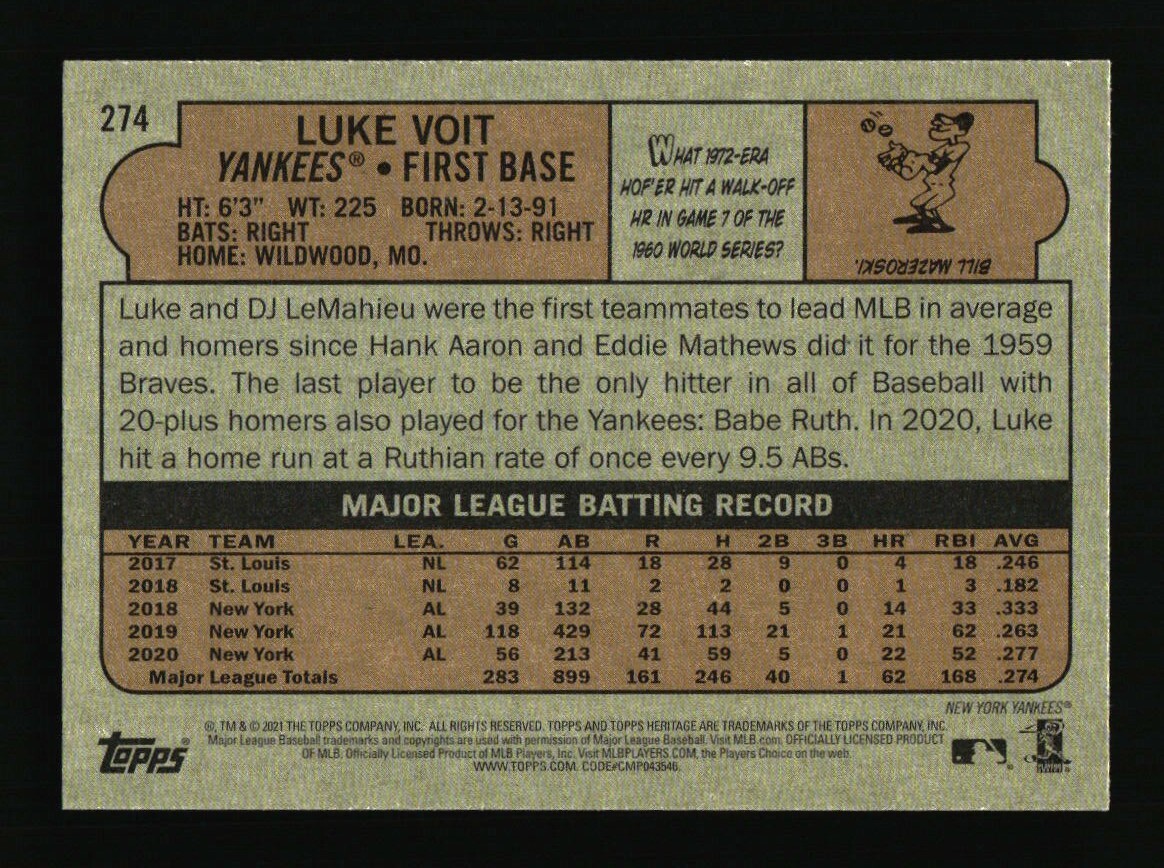 274
LUKE VOIT
YANKEES® • FIRST BASE
HT: 6'3" WT: 225 BORN: 2-13-91
BATS: RIGHT THROWS: RIGHT
HOME: WILDWOOD, MO.
WHAT 1972-ERA
HOF'ER HIT A WALK-OFF
HR IN GAME 7 OF THE
1960 WORLD SERIES?
BILL MAZEROSKI.
Luke and DJ LeMahieu were the first teammates to lead MLB in average
and homers since Hank Aaron and Eddie Mathews did it for the 1959
Braves. The last player to be the only hitter in all of Baseball with
20-plus homers also played for the Yankees: Babe Ruth. In 2020, Luke
hit a home run at a Ruthian rate of once every 9.5 ABs.
MAJOR LEAGUE BATTING RECORD
YEAR TEAM LEA. G AB R H 2B 3B HR RBI AVG
2017 St. Louis NL 62 114 18 28 9 0 4 18 .246
2018 St. Louis NL 8 11 2 2 0 0 1 3 .182
2018 New York AL 39 132 28 44 5 0 14 33 .333
2019 New York AL 118 429 72 113 21 1 21 62 .263
2020 New York AL 56 213 41 59 5 0 22 52 .277
Major League Totals 283 899 161 246 40 1 62 168 .274
NEW YORK YANKEES®
®, TM & © 2021 THE TOPPS COMPANY, INC. ALL RIGHTS RESERVED. TOPPS AND TOPPS HERITAGE ARE TRADEMARKS OF THE TOPPS COMPANY, INC.
Major League Baseball trademarks and copyrights are used with permission of Major League Baseball. Visit MLB.com. OFFICIALLY LICENSED PRODUCT
OF MLB. Officially Licensed Product of MLB Players, Inc. Visit MLBPLAYERS.COM, the Players Choice on the web.
WWW.TOPPS.COM. CODE#CMP043546.
Topps®